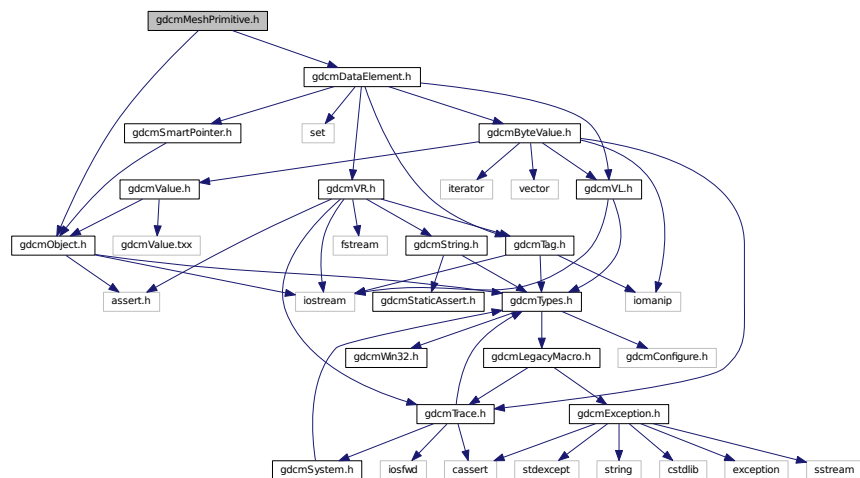 gdcmMeshPrimitive.h
gdcmDataElement.h
gdcmSmartPointer.h
set
gdcmByteValue.h
gdcmValue.h
gdcmVR.h
iterator
vector
gdcmVL.h
gdcmObject.h
gdcmValue.txx
fstream
gdcmString.h
gdcmTag.h
assert.h
iostream
gdcmStaticAssert.h
gdcmTypes.h
iomanip
gdcmWin32.h
gdcmLegacyMacro.h
gdcmConfigure.h
gdcmTrace.h
gdcmException.h
gdcmSystem.h
iosfwd
cassert
stdexcept
string
cstdlib
exception
sstream